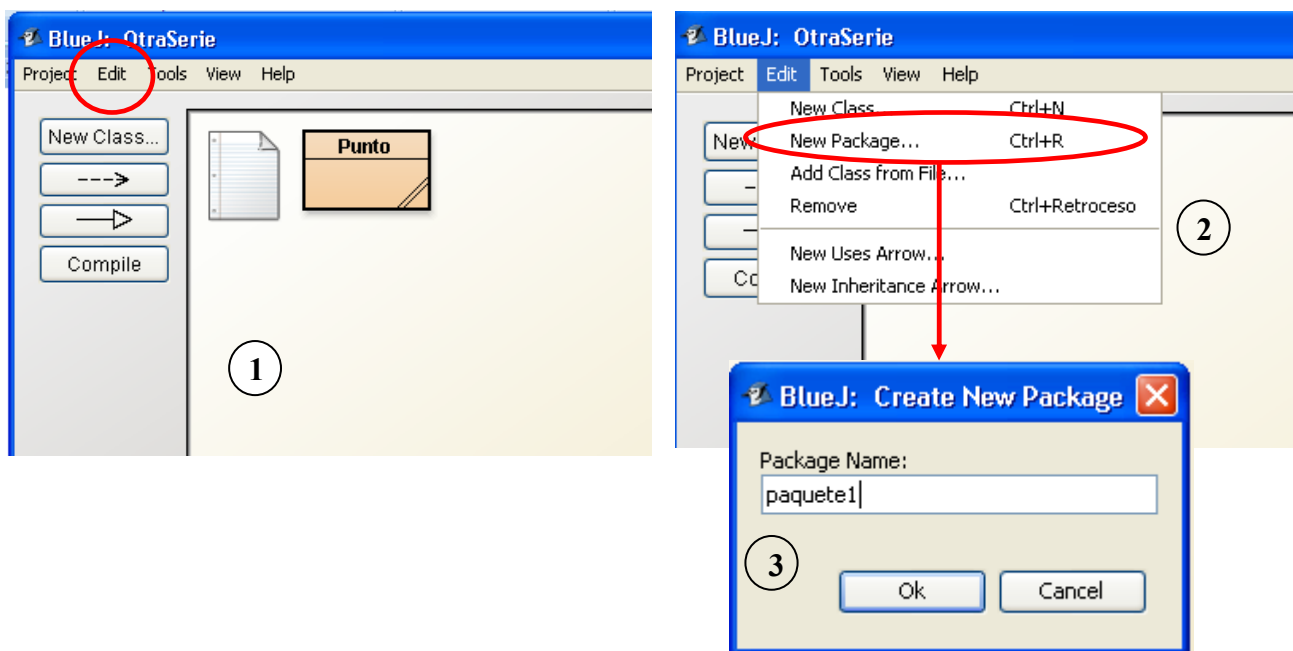 BlueJ: OtraSerie
Project Edit Tools View Help
New Class...
Compile
Punto
1
BlueJ: OtraSerie
Project Edit Tools View Help
New Class... Ctrl+N
New
New Package... Ctrl+R
Add Class from File...
Remove Ctrl+Retroceso
2
New Uses Arrow...
Co
New Inheritance Arrow...
BlueJ: Create New Package
Package Name:
paquete1
3
Ok Cancel